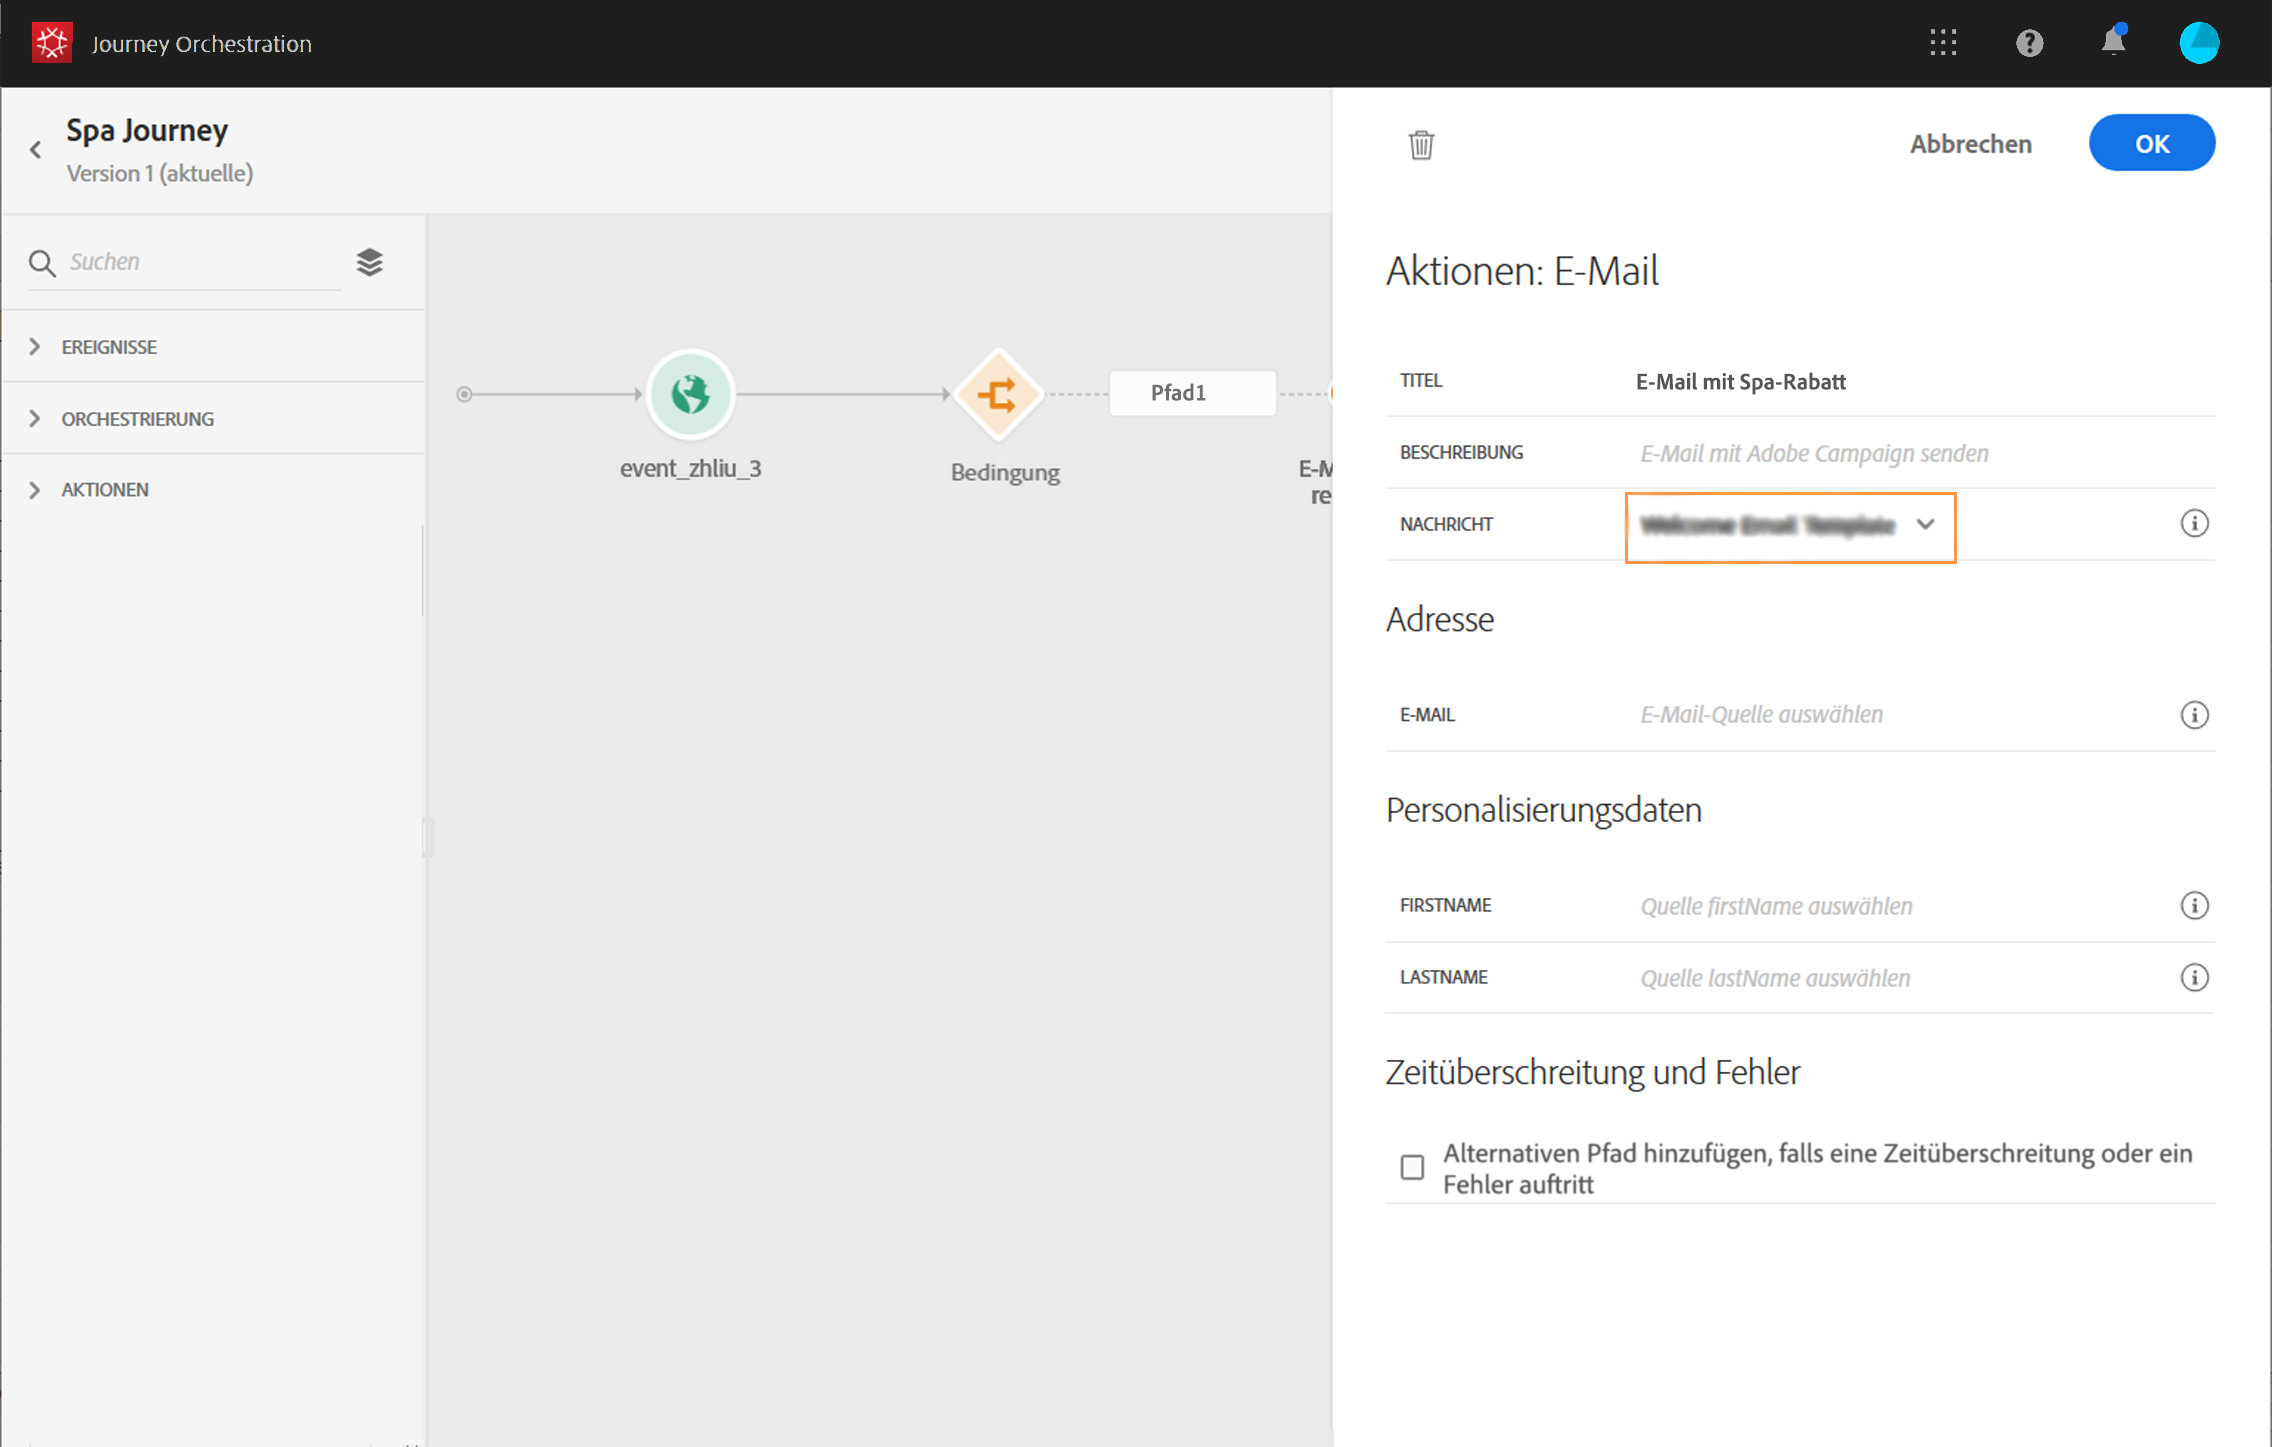 Journey Orchestration
Spa Journey
Version 1 (aktuelle)
Suchen
EREIGNISSE
ORCHESTRIERUNG
AKTIONEN
event_zhliu_3
Bedingung
Pfad1
E-M
re
Abbrechen
OK
Aktionen: E-Mail
TITEL
E-Mail mit Spa-Rabatt
BESCHREIBUNG
E-Mail mit Adobe Campaign senden
NACHRICHT
Welcome Email Template
Adresse
E-MAIL
E-Mail-Quelle auswählen
Personalisierungsdaten
FIRSTNAME
Quelle firstName auswählen
LASTNAME
Quelle lastName auswählen
Zeitüberschreitung und Fehler
Alternativen Pfad hinzufügen, falls eine Zeitüberschreitung oder ein
Fehler auftritt